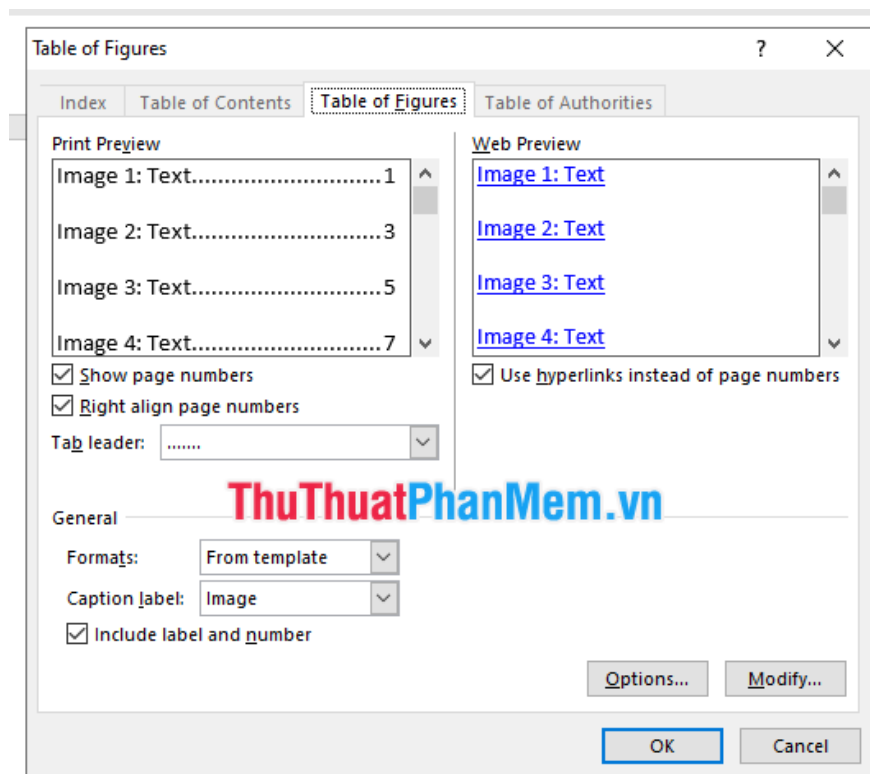 Table of Figures ? ×
Index Table of Contents Table of Figures Table of Authorities
Print Preview
Image 1: Text............................1
Image 2: Text............................3
Image 3: Text............................5
Image 4: Text............................7
Show page numbers
Right align page numbers
Tab leader: .......
Web Preview
Image 1: Text
Image 2: Text
Image 3: Text
Image 4: Text
Use hyperlinks instead of page numbers
ThuThuatPhanMem.vn
General
Formats: From template
Caption label: Image
Include label and number
Options... Modify...
OK Cancel